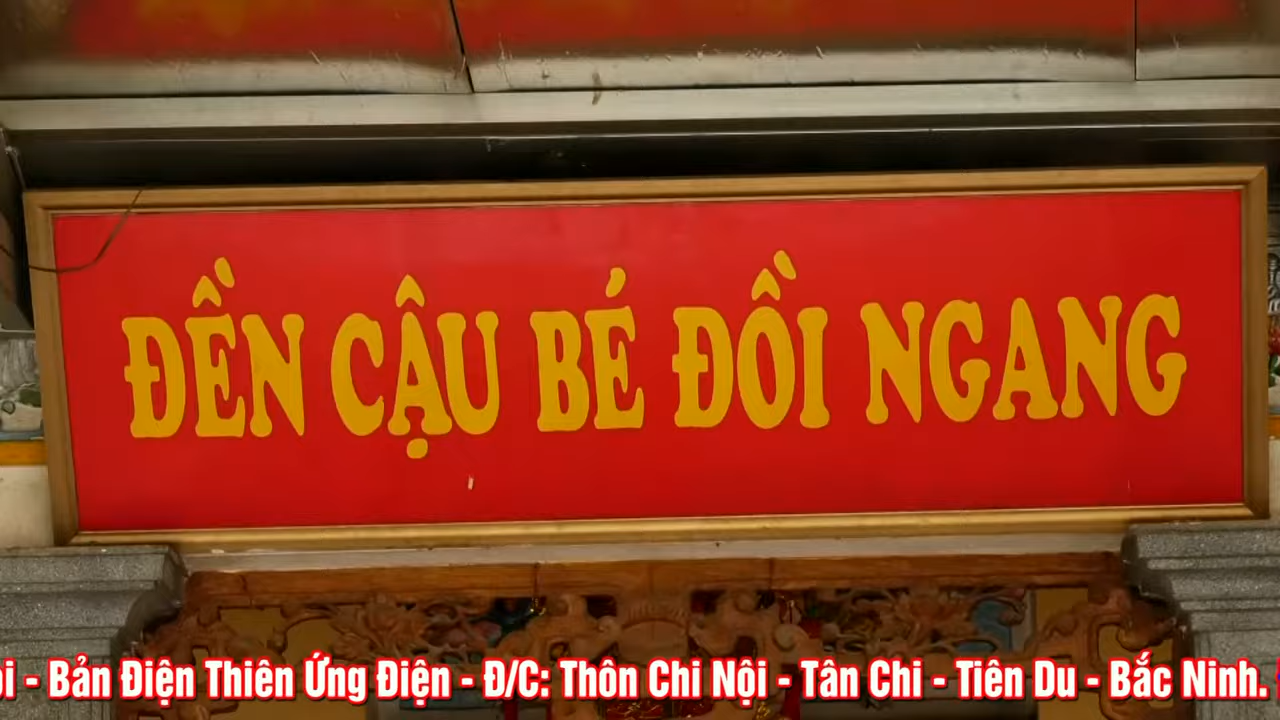 ĐỀN CẬU BÉ ĐỒI NGANG
- Bản Điện Thiên Ứng Điện - Đ/C: Thôn Chi Nội - Tân Chi - Tiên Du - Bắc Ninh.